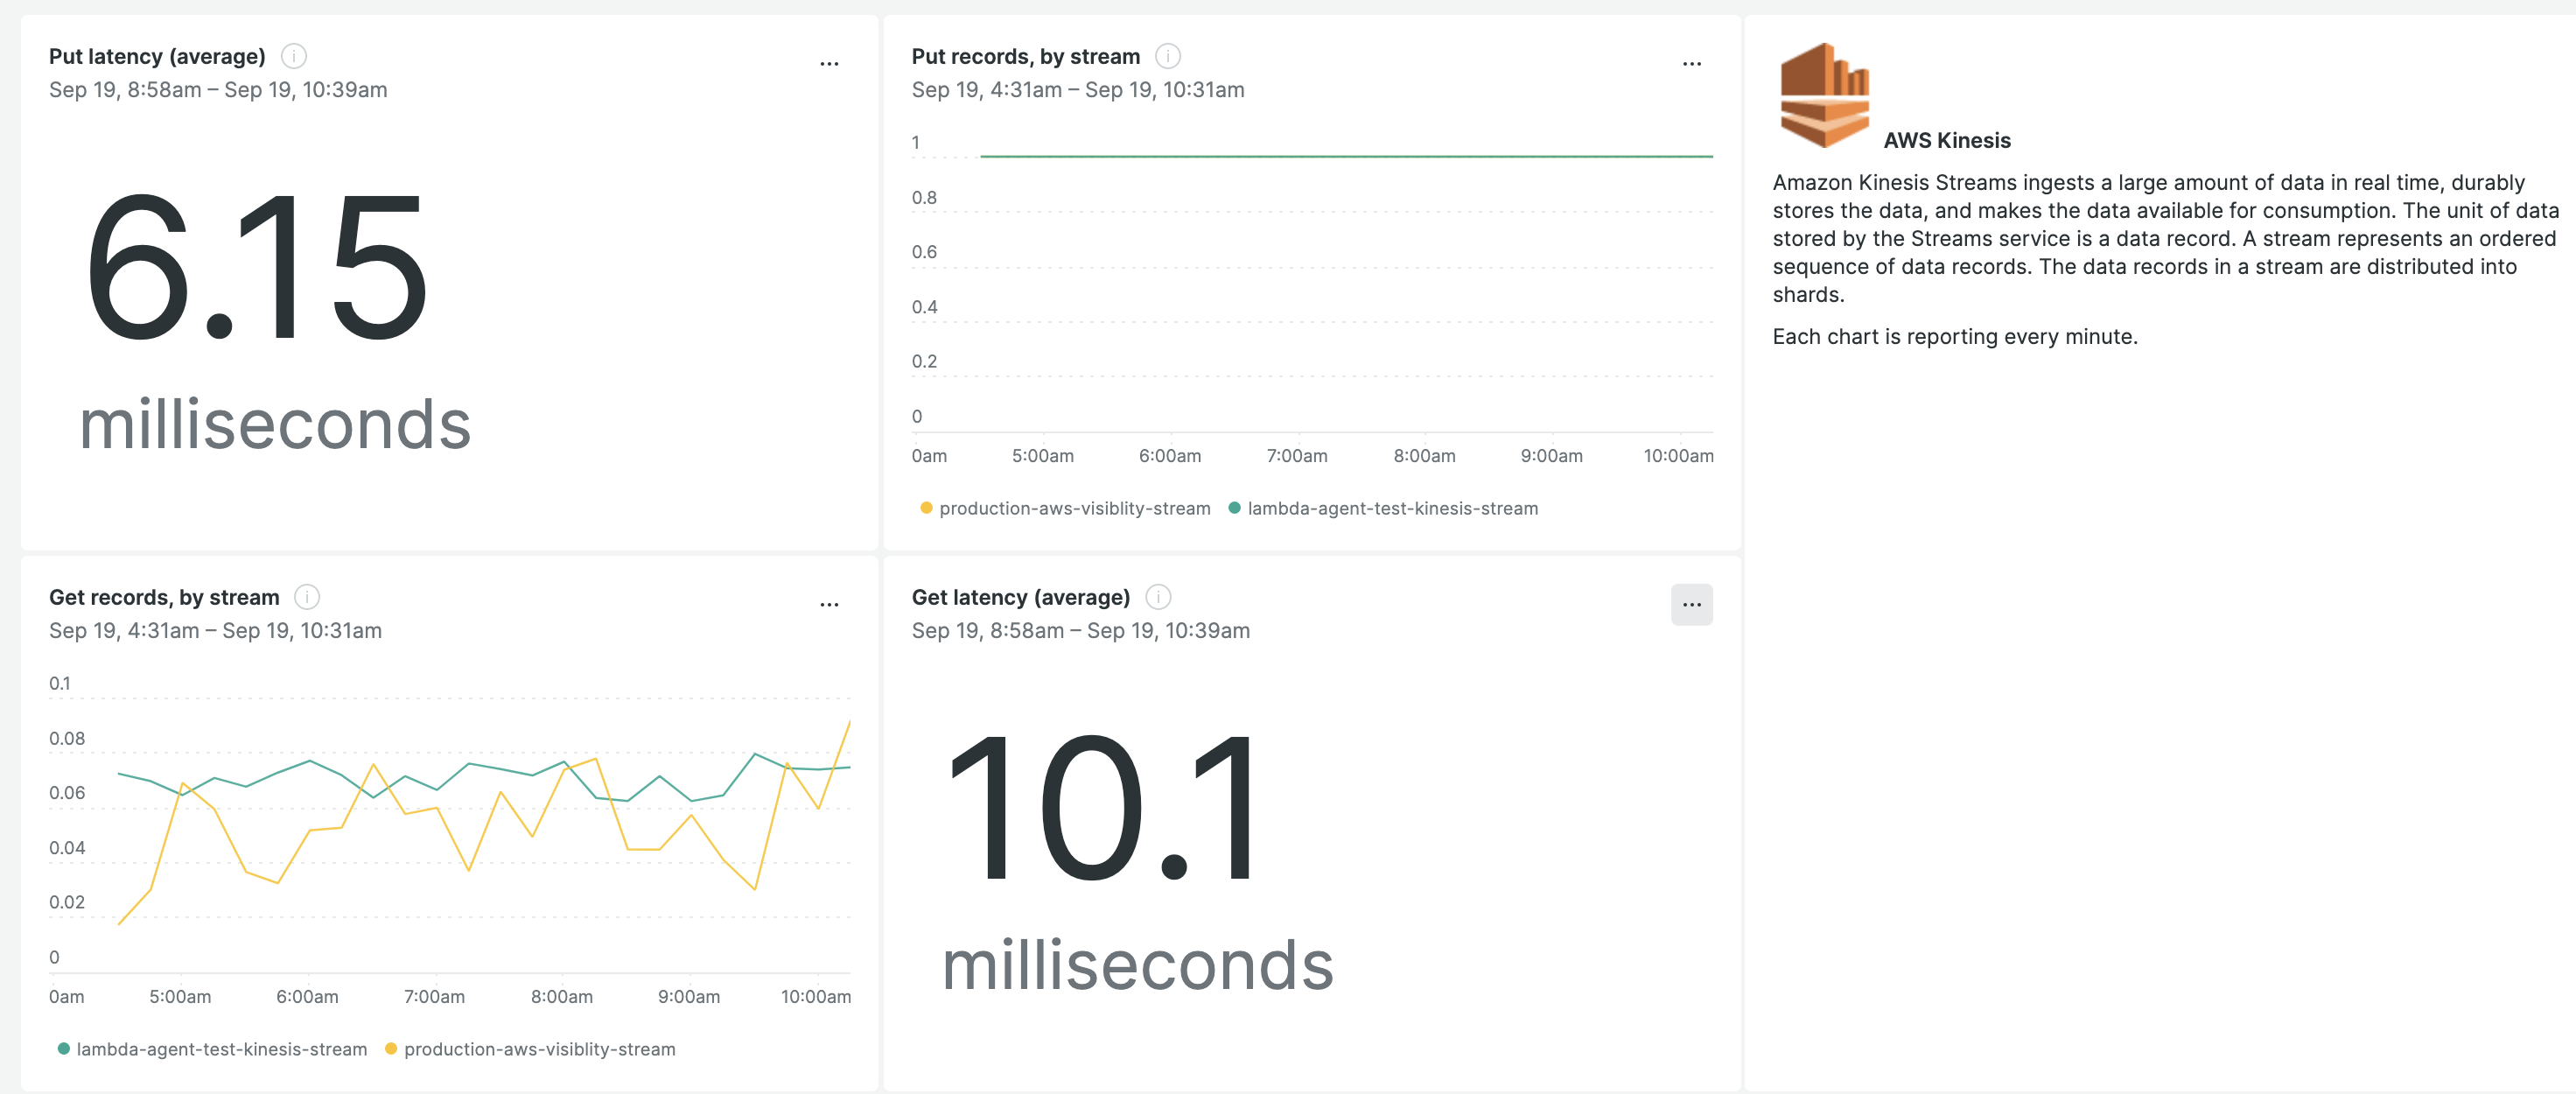 Put latency (average)
Sep 19, 8:58am – Sep 19, 10:39am
6.15
milliseconds
Put records, by stream
Sep 19, 4:31am – Sep 19, 10:31am
1
0.8
0.6
0.4
0.2
0
0am 5:00am 6:00am 7:00am 8:00am 9:00am 10:00am
production-aws-visiblity-stream lambda-agent-test-kinesis-stream
AWS Kinesis
Amazon Kinesis Streams ingests a large amount of data in real time, durably
stores the data, and makes the data available for consumption. The unit of data
stored by the Streams service is a data record. A stream represents an ordered
sequence of data records. The data records in a stream are distributed into
shards.
Each chart is reporting every minute.
Get records, by stream
Sep 19, 4:31am – Sep 19, 10:31am
0.1
0.08
0.06
0.04
0.02
0
0am 5:00am 6:00am 7:00am 8:00am 9:00am 10:00am
lambda-agent-test-kinesis-stream production-aws-visiblity-stream
Get latency (average)
Sep 19, 8:58am – Sep 19, 10:39am
10.1
milliseconds